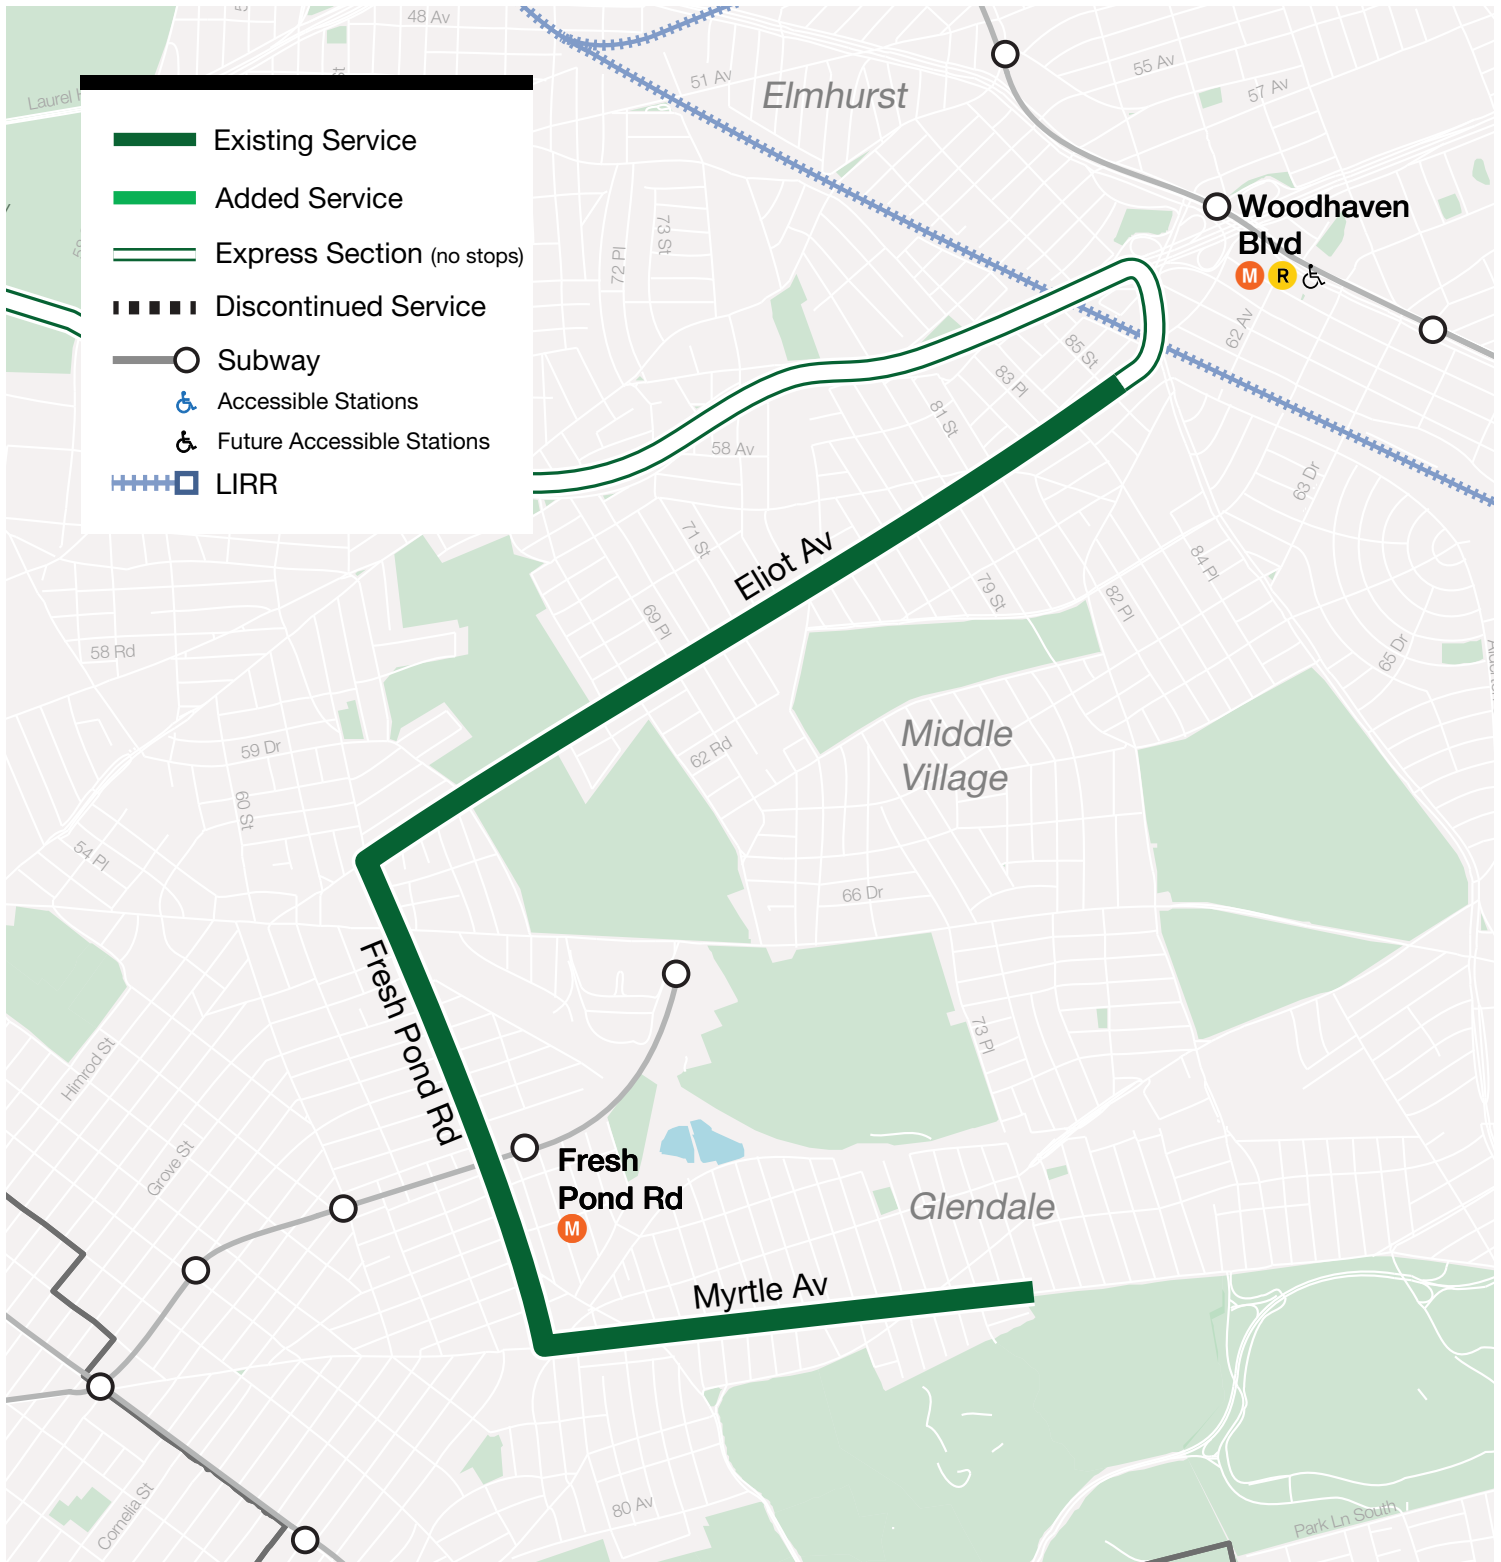 48 Av
51 Av
Elmhurst
55 Av
57 Av
Existing Service
Added Service
Express Section (no stops)
Discontinued Service
Subway
Accessible Stations
Future Accessible Stations
LIRR
Woodhaven
Blvd
M R
72 Pl
73 St
62 Av
85 St
83 Pl
81 St
58 Av
63 Dr
71 St
Eliot Av
79 St
84 Pl
82 Pl
69 Pl
58 Rd
65 Dr
59 Dr
62 Rd
Middle
Village
60 St
54 Pl
66 Dr
Fresh Pond Rd
73 Pl
Himrod St
Grove St
Fresh
Pond Rd
M
Glendale
Myrtle Av
Cornelia St
80 Av
Park Ln South